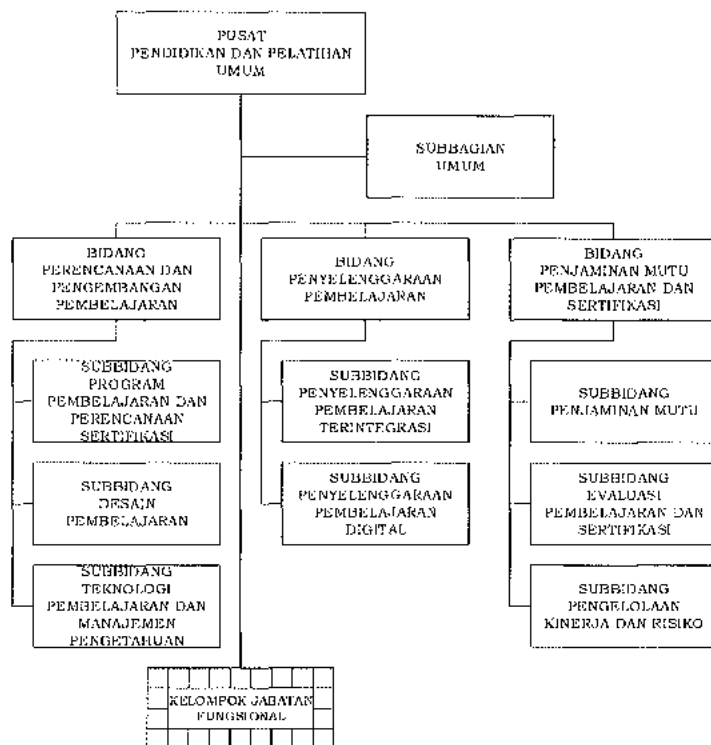 PUSAT
PENDIDIKAN DAN PELATIHAN
UMUM
SUBBAGIAN
UMUM
BIDANG
PERENCANAAN DAN
PENGEMBANGAN
PEMBELAJARAN
BIDANG
PENYELENGGARAAN
PEMBELAJARAN
BIDANG
PENJAMINAN MUTU
PEMBELAJARAN DAN
SERTIFIKASI
SUBBIDANG
PROGRAM
PEMBELAJARAN DAN
PERENCANAAN
SERTIFIKASI
SUBBIDANG
PENYELENGGARAAN
PEMBELAJARAN
TERINTEGRASI
SUBBIDANG
PENJAMINAN MUTU
SUBBIDANG
DESAIN
PEMBELAJARAN
SUBBIDANG
PENYELENGGARAAN
PEMBELAJARAN
DIGITAL
SUBBIDANG
EVALUASI
PEMBELAJARAN DAN
SERTIFIKASI
SUBBIDANG
TEKNOLOGI
PEMBELAJARAN DAN
MANAJEMEN
PENGETAHUAN
SUBBIDANG
PENGELOLAAN
KINERJA DAN RISIKO
KELOMPOK JABATAN
FUNGSIONAL